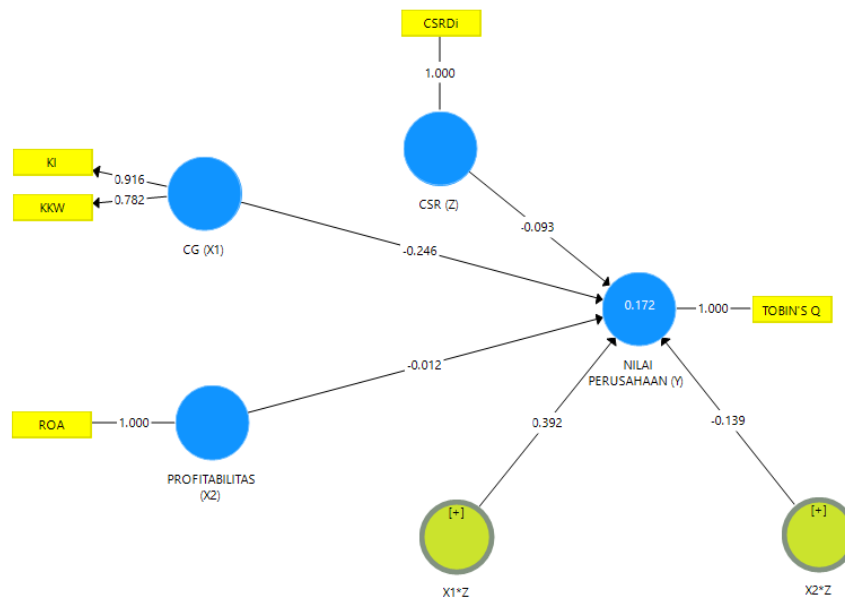 CSRDi
1.000
KI
0.916
KKW
0.782
CG (X1)
CSR (Z)
-0.093
-0.246
0.172
1.000
TOBIN'S Q
NILAI
PERUSAHAAN (Y)
-0.012
ROA
1.000
PROFITABILITAS
(X2)
0.392
-0.139
[+]
[+]
X1*Z
X2*Z